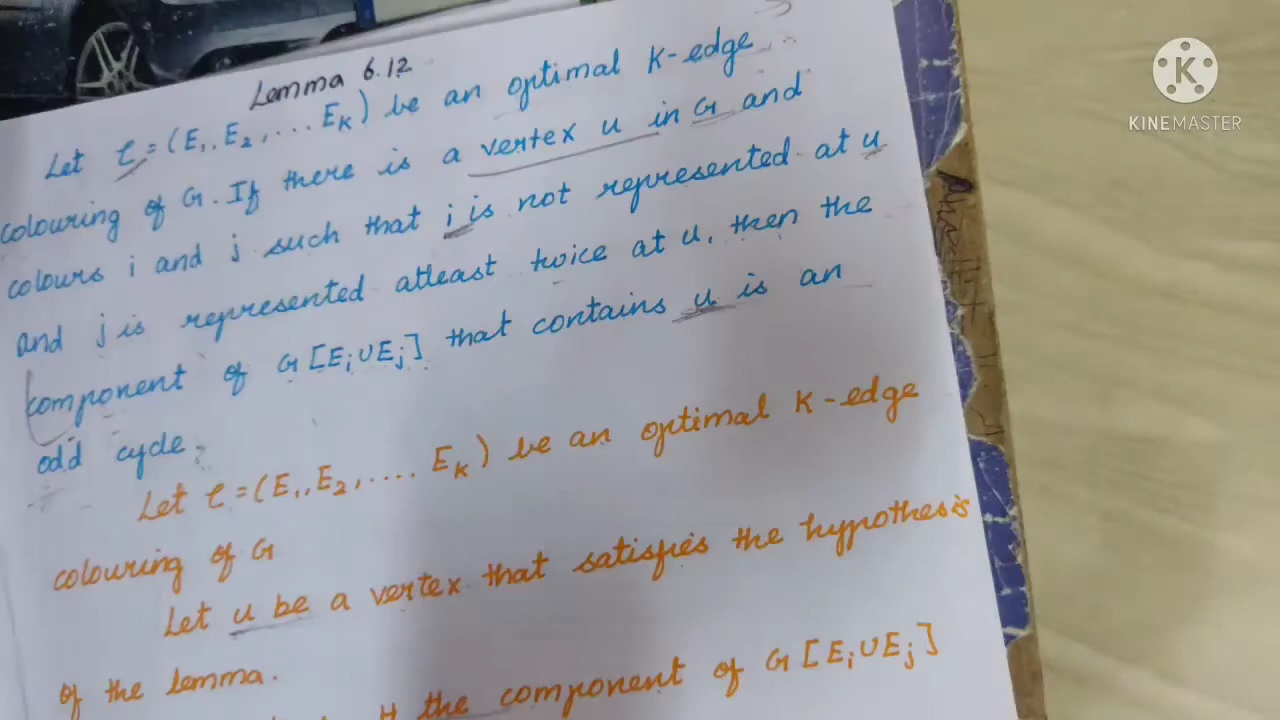 Lemma 6.12
Let ℭ = (E1, E2, ... EK) be an optimal K-edge
colouring of G. If there is a vertex u in G and
colours i and j such that i is not represented at u
and j is represented atleast twice at u, then the
component of G [Ei ∪ Ej] that contains u is an
odd cycle.
Let ℭ = (E1, E2, .... EK) be an optimal K-edge
colouring of G
Let u be a vertex that satisfies the hypothesis
of the lemma.
H the component of G [Ei ∪ Ej]
K
KINEMASTER